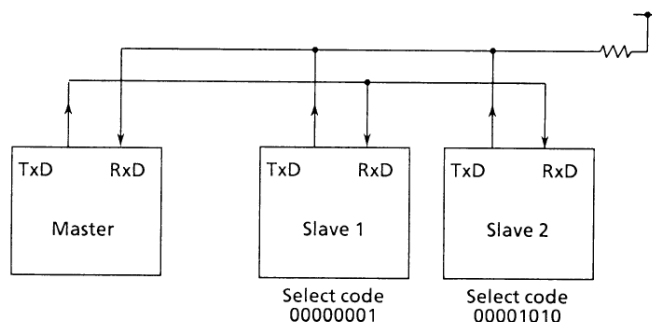 TxD RxD TxD RxD TxD RxD
Master Slave 1 Slave 2
Select code Select code
00000001 00001010